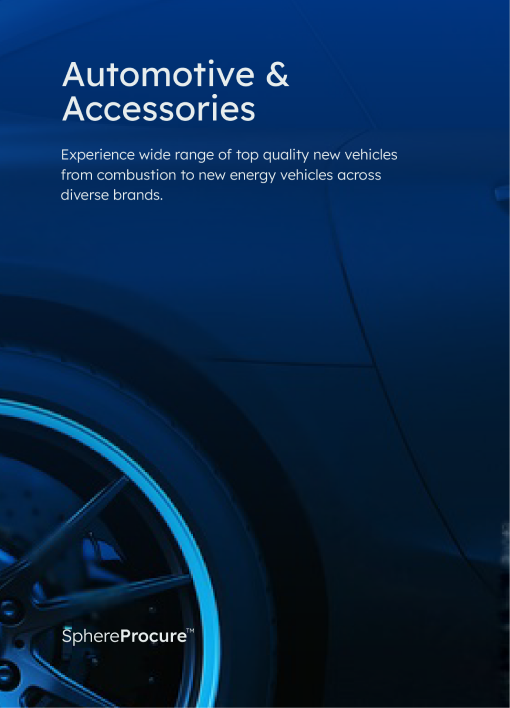 Automotive &
Accessories
Experience wide range of top quality new vehicles
from combustion to new energy vehicles across
diverse brands.
SphereProcure™